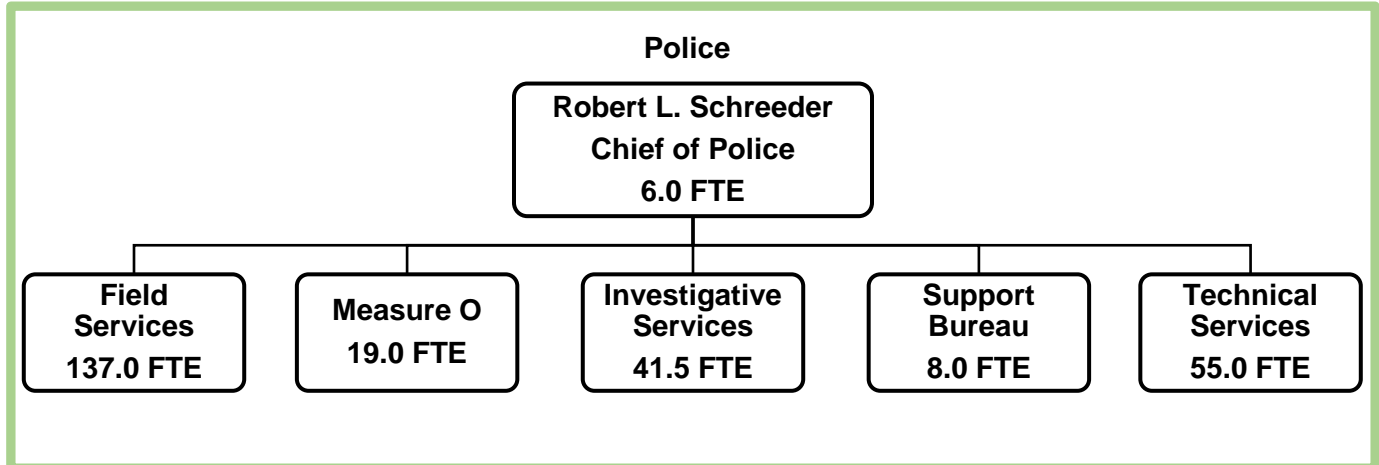 Police
Robert L. Schreeder
Chief of Police
6.0 FTE
Field
Services
137.0 FTE
Measure O
19.0 FTE
Investigative
Services
41.5 FTE
Support
Bureau
8.0 FTE
Technical
Services
55.0 FTE